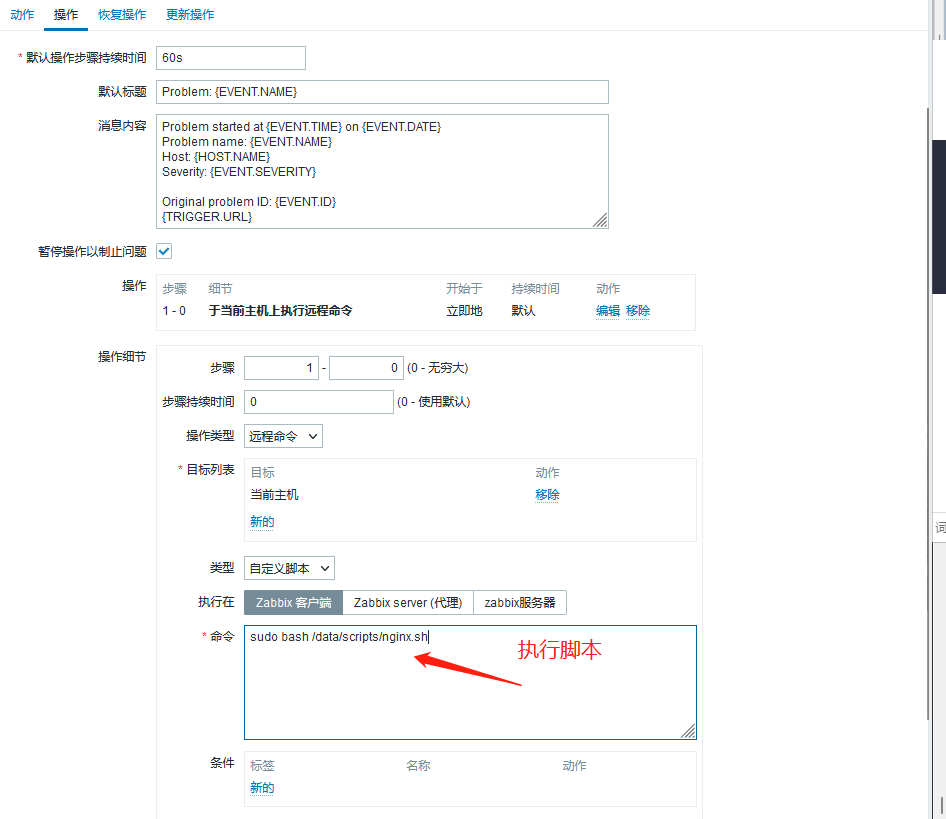 动作 操作 恢复操作 更新操作
* 默认操作步骤持续时间 60s
默认标题 Problem: {EVENT.NAME}
消息内容 Problem started at {EVENT.TIME} on {EVENT.DATE}
Problem name: {EVENT.NAME}
Host: {HOST.NAME}
Severity: {EVENT.SEVERITY}
Original problem ID: {EVENT.ID}
{TRIGGER.URL}
暂停操作以制止问题
操作 步骤 细节 开始于 持续时间 动作
1 - 0 于当前主机上执行远程命令 立即地 默认 编辑 移除
操作细节
步骤 1 - 0 (0 - 无穷大)
步骤持续时间 0 (0 - 使用默认)
操作类型 远程命令
* 目标列表 目标 动作
当前主机 移除
新的
词
类型 自定义脚本
执行在 Zabbix 客户端 Zabbix server (代理) zabbix服务器
* 命令 sudo bash /data/scripts/nginx.sh
执行脚本
条件 标签 名称 动作
新的